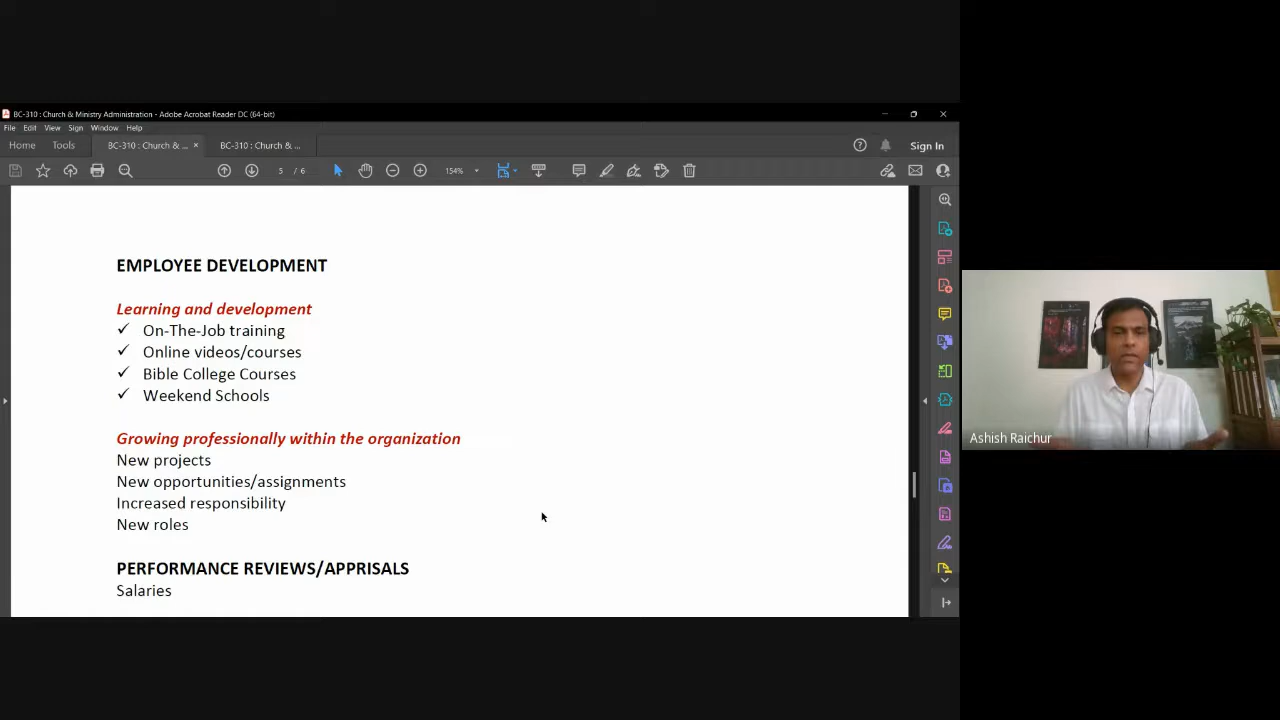 BC-310 : Church & Ministry Administration - Adobe Acrobat Reader DC (64-bit)
File Edit View Sign Window Help
Home Tools BC-310 : Church & ... × BC-310 : Church & ... Sign In
5 / 6 154%
EMPLOYEE DEVELOPMENT
Learning and development
✓ On-The-Job training
✓ Online videos/courses
✓ Bible College Courses
✓ Weekend Schools
Growing professionally within the organization
New projects
New opportunities/assignments
Increased responsibility
New roles
PERFORMANCE REVIEWS/APPRISALS
Salaries
Ashish Raichur